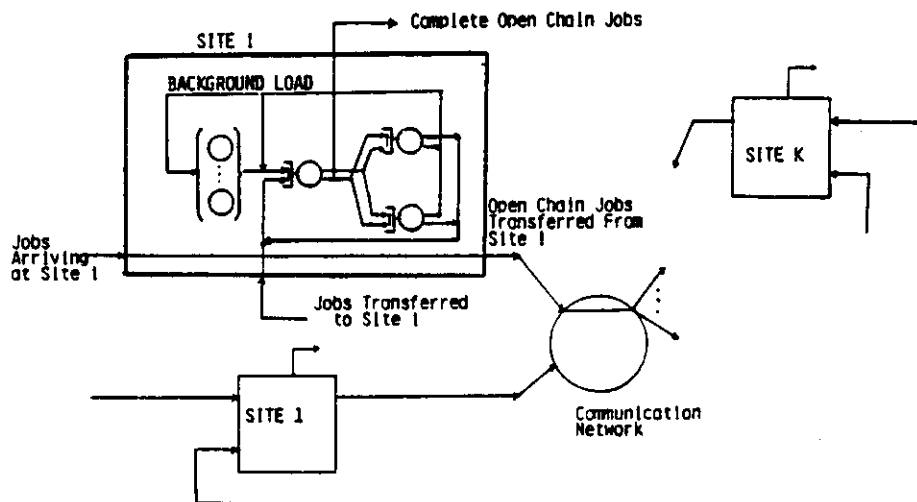 Complete Open Chain Jobs
SITE 1
BACKGROUND LOAD
SITE K
Open Chain Jobs
Transferred From
Site 1
Jobs
Arriving
at Site 1
Jobs Transferred
to Site 1
SITE 1
Communication
Network